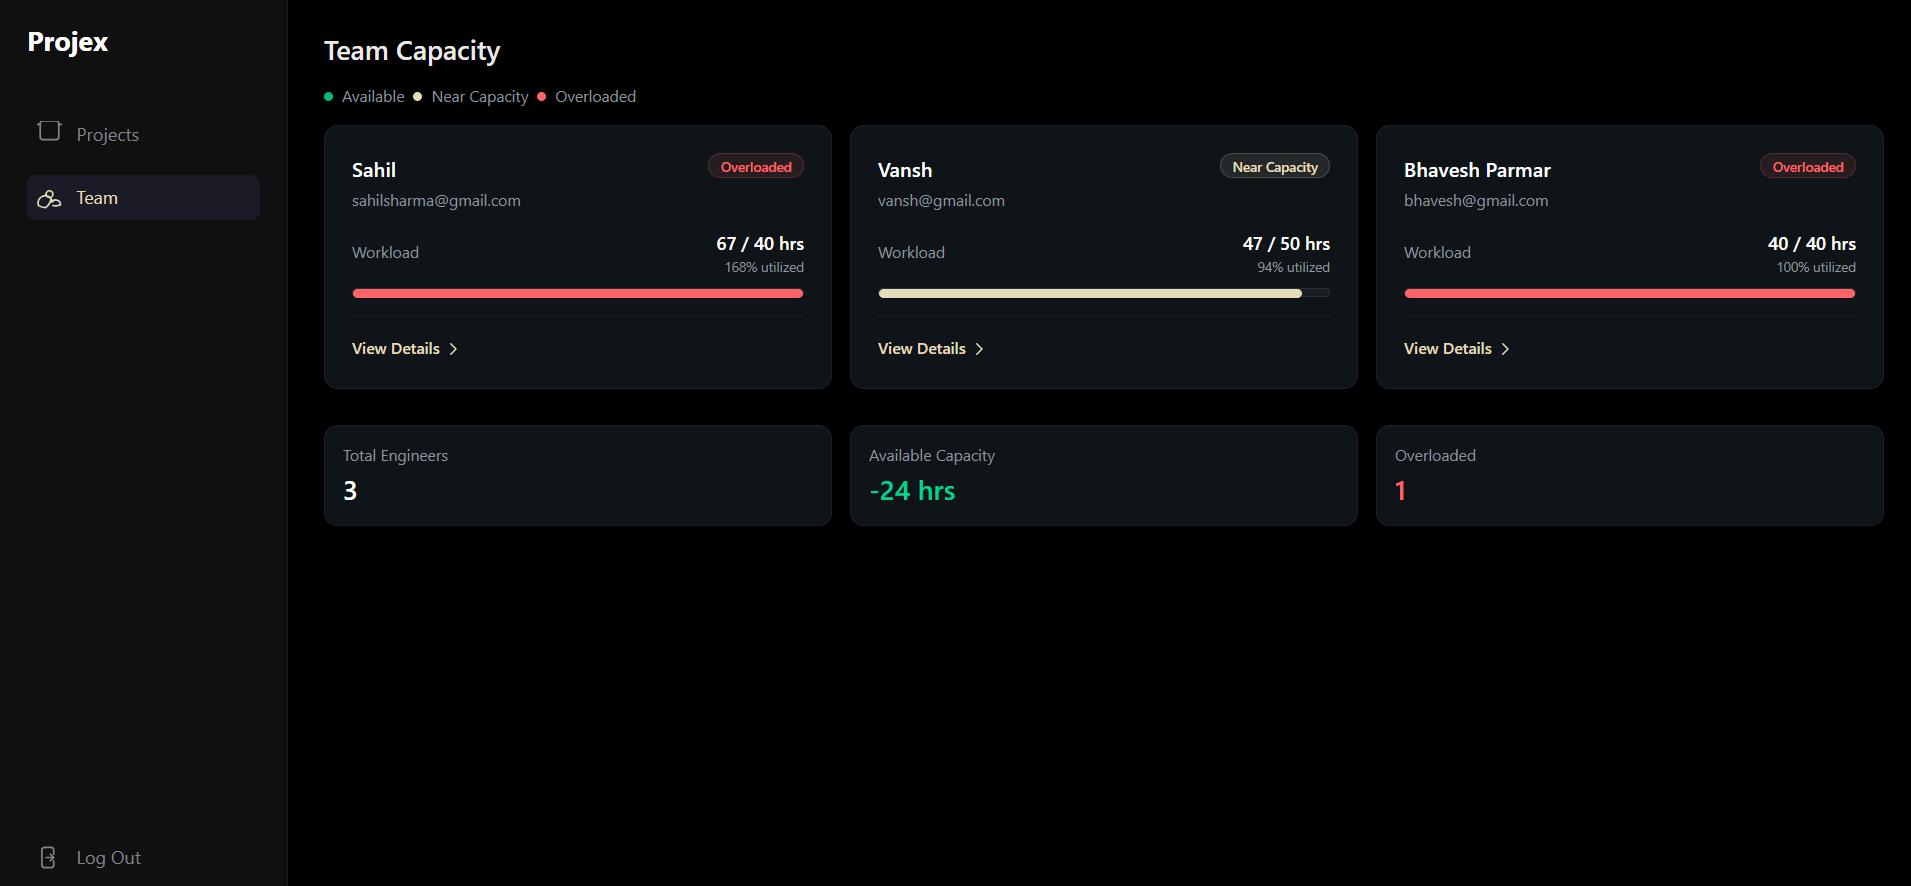 Projex
Projects
Team
Log Out
Team Capacity
Available Near Capacity Overloaded
Sahil Overloaded
sahilsharma@gmail.com
Workload 67 / 40 hrs
168% utilized
View Details
Vansh Near Capacity
vansh@gmail.com
Workload 47 / 50 hrs
94% utilized
View Details
Bhavesh Parmar Overloaded
bhavesh@gmail.com
Workload 40 / 40 hrs
100% utilized
View Details
Total Engineers
3
Available Capacity
-24 hrs
Overloaded
1